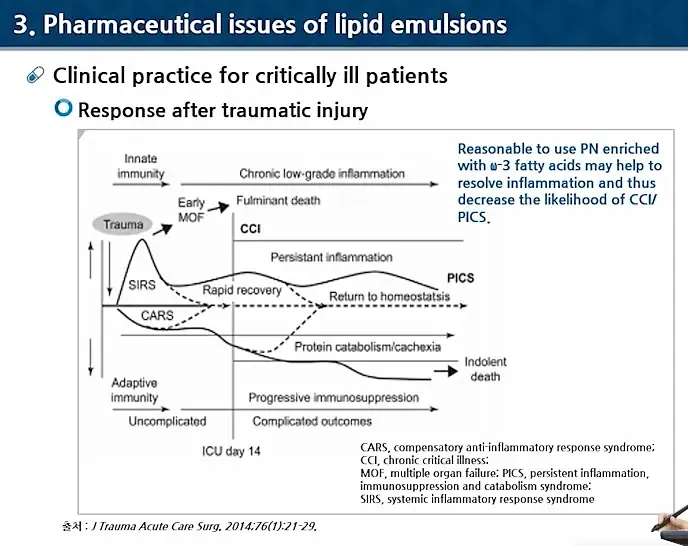 3. Pharmaceutical issues of lipid emulsions
Clinical practice for critically ill patients
Response after traumatic injury
Reasonable to use PN enriched
with ω-3 fatty acids may help to
resolve inflammation and thus
decrease the likelihood of CCI/
PICS.
Innate
immunity
Chronic low-grade inflammation
Early
MOF
Fulminant death
Trauma
CCI
Persistant inflammation
SIRS
Rapid recovery
PICS
Return to homeostatsis
CARS
Protein catabolism/cachexia
Indolent
death
Adaptive
immunity
Progressive immunosuppression
Uncomplicated
Complicated outcomes
ICU day 14
CARS, compensatory anti-inflammatory response syndrome;
CCI, chronic critical illness;
MOF, multiple organ failure; PICS, persistent inflammation,
immunosuppression and catabolism syndrome;
SIRS, systemic inflammatory response syndrome
출처 : J Trauma Acute Care Surg. 2014;76(1):21-29.